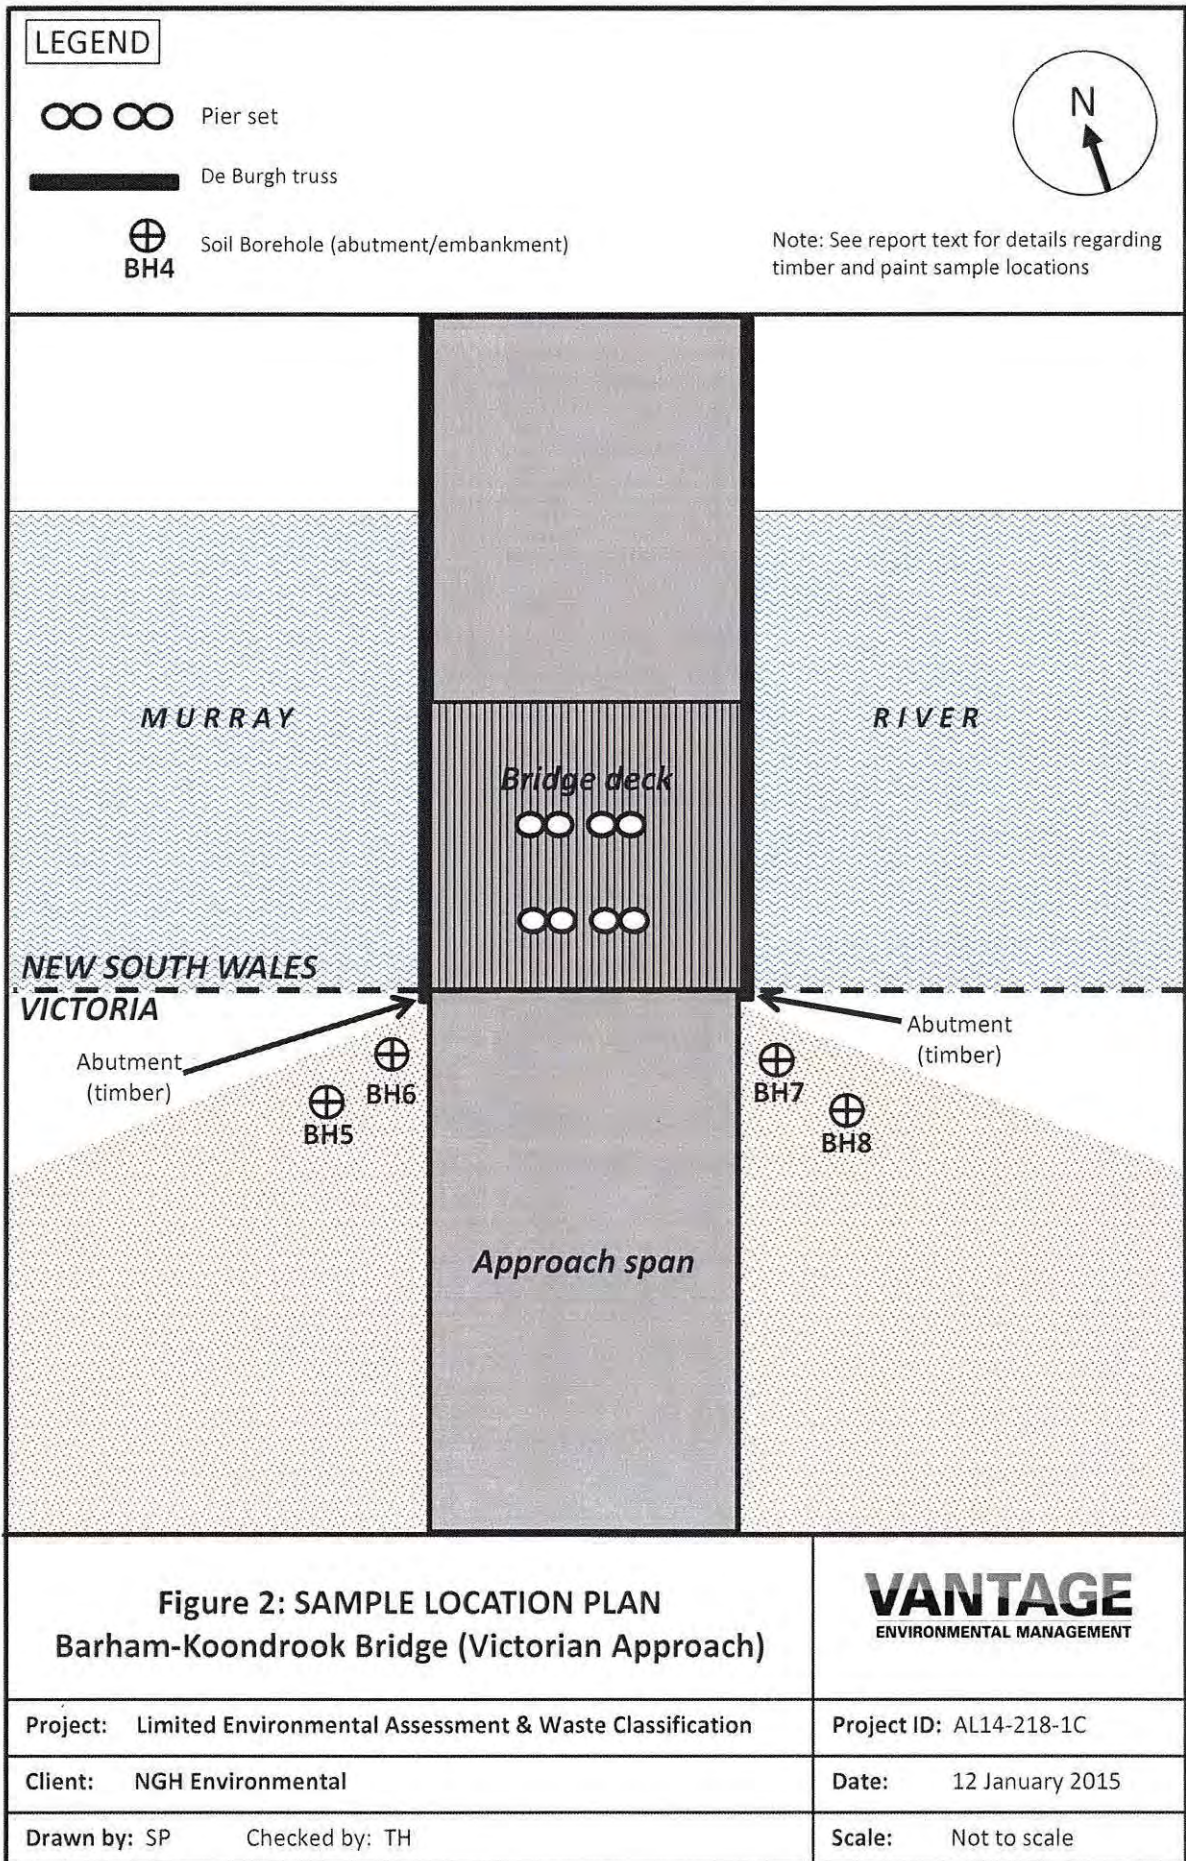 LEGEND
Pier set
De Burgh truss
BH4
Soil Borehole (abutment/embankment)
N
Note: See report text for details regarding
timber and paint sample locations
MURRAY
RIVER
Bridge deck
NEW SOUTH WALES
VICTORIA
Abutment
(timber)
Abutment
(timber)
BH6
BH5
BH7
BH8
Approach span
Figure 2: SAMPLE LOCATION PLAN
Barham-Koondrook Bridge (Victorian Approach)
VANTAGE
ENVIRONMENTAL MANAGEMENT
Project: Limited Environmental Assessment & Waste Classification
Project ID: AL14-218-1C
Client: NGH Environmental
Date: 12 January 2015
Drawn by: SP Checked by: TH
Scale: Not to scale